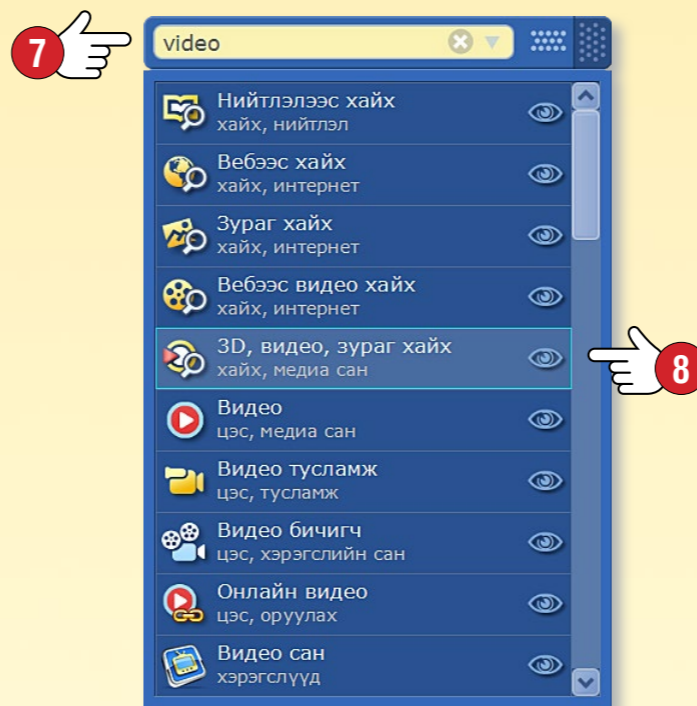 7
video
Нийтлэлээс хайх
хайх, нийтлэл
Вебээс хайх
хайх, интернет
Зураг хайх
хайх, интернет
Вебээс видео хайх
хайх, интернет
3D, видео, зураг хайх
хайх, медиа сан
8
Видео
цэс, медиа сан
Видео тусламж
цэс, тусламж
Видео бичигч
цэс, хэрэгслийн сан
Онлайн видео
цэс, оруулах
Видео сан
хэрэгслүүд